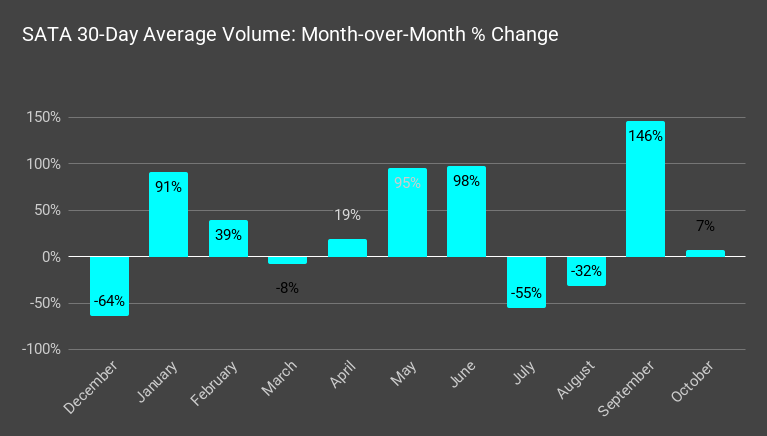 SATA 30-Day Average Volume: Month-over-Month % Change
150%
100%
50%
0%
-50%
-100%
-64%
91%
39%
-8%
19%
95%
98%
-55%
-32%
146%
7%
December
January
February
March
April
May
June
July
August
September
October